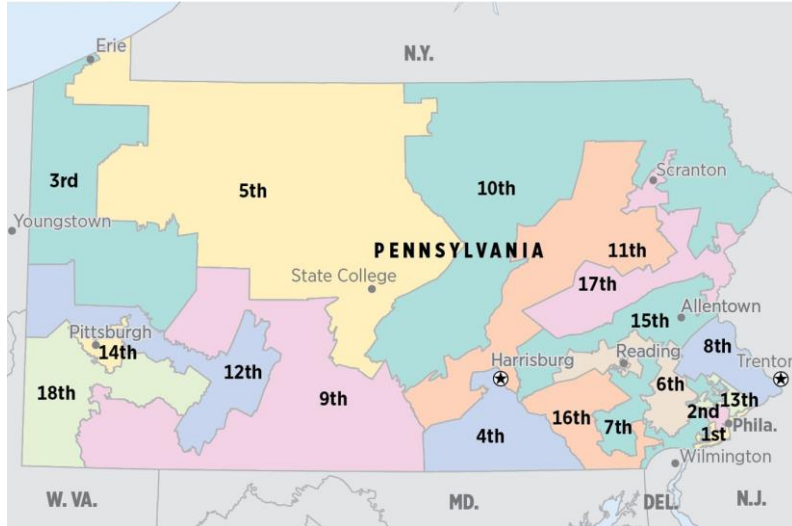 Erie
N.Y.
3rd
5th
10th
Scranton
Youngstown
PENNSYLVANIA
11th
State College
17th
Allentown
15th
Pittsburgh
14th
8th
Trenton
Harrisburg
Reading
12th
6th
18th
9th
13th
2nd
16th
7th
Phila.
4th
1st
Wilmington
W. VA.
MD.
DEL.
N.J.